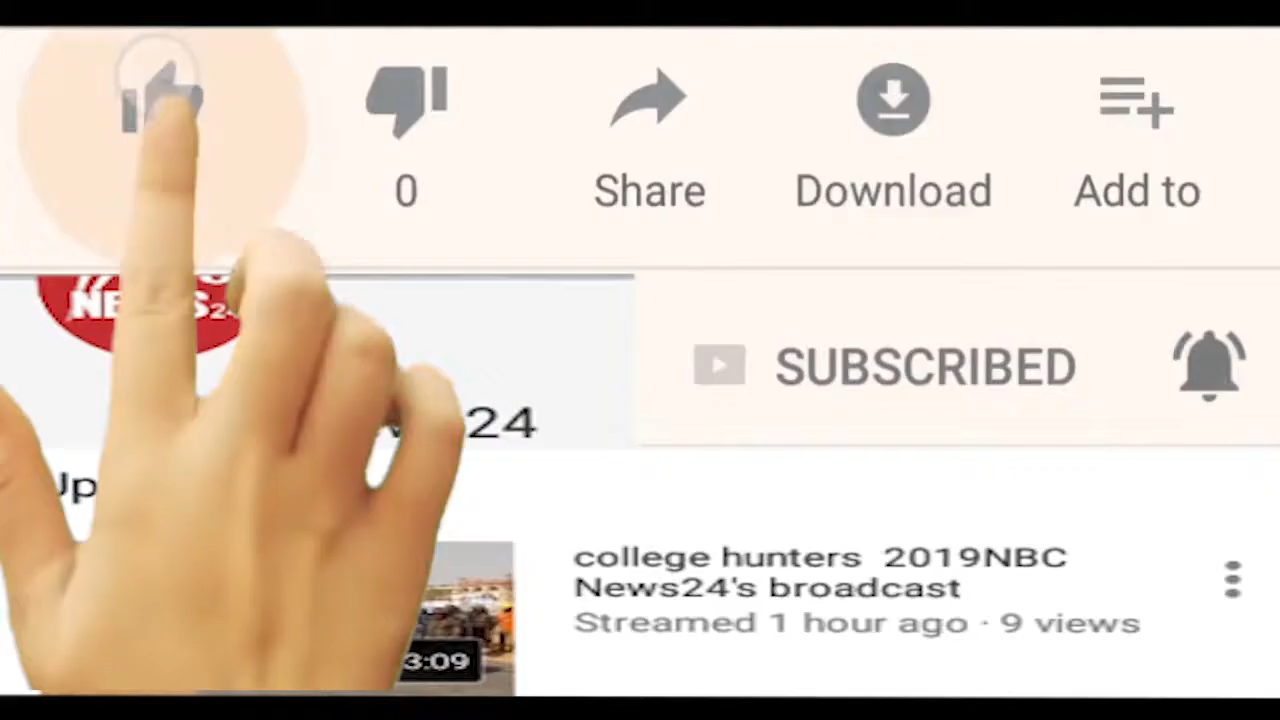 0
Share
Download
Add to
SUBSCRIBED
24
college hunters 2019NBC
News24's broadcast
Streamed 1 hour ago · 9 views
3:09